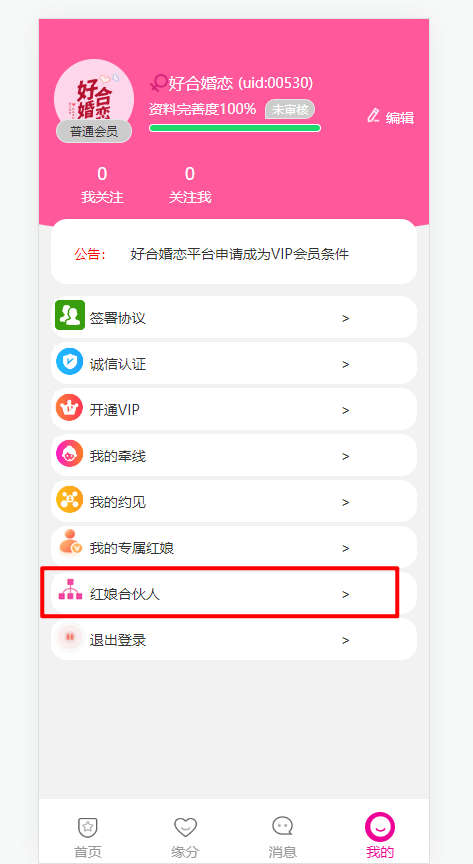 好合婚恋
好合婚恋 (uid:00530)
资料完善度100% 未审核
普通会员
编辑
0 0
我关注 关注我
公告： 好合婚恋平台申请成为VIP会员条件
签署协议 >
诚信认证 >
开通VIP >
我的牵线 >
我的约见 >
我的专属红娘 >
红娘合伙人 >
退出登录 >
首页 缘分 消息 我的